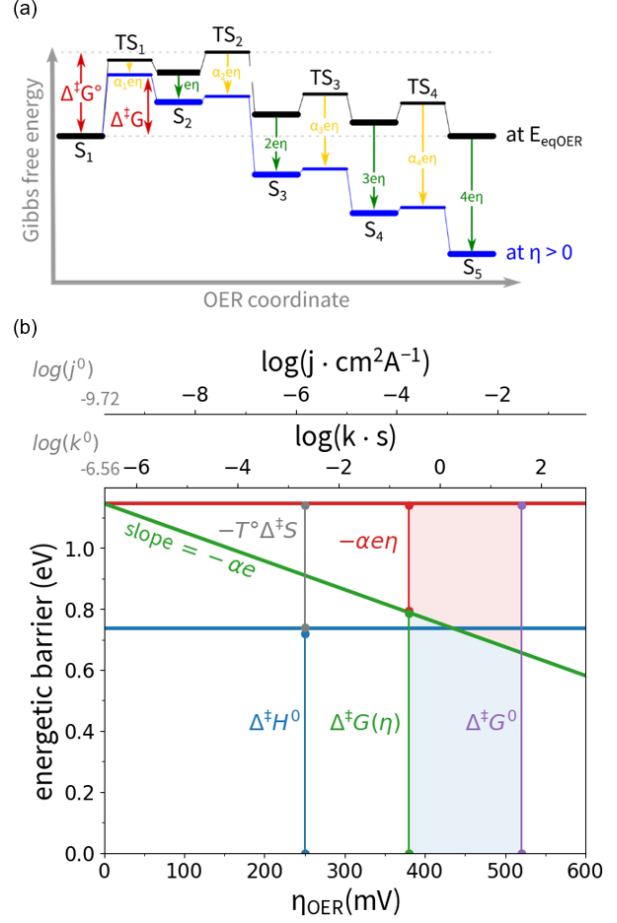 (a)
TS₁
TS₂
TS₃
TS₄
Δ‡G°
α₁eη
eη
α₂eη
Δ‡G
S₁
S₂
2eη
α₃eη
3eη
α₄eη
4eη
at EeqOER
S₃
S₄
S₅
at η > 0
Gibbs free energy
OER coordinate
(b)
log(j · cm²A⁻¹)
log(j⁰)
-9.72
−8 −6 −4 −2
log(k · s)
log(k⁰)
-6.56
−6 −4 −2 0 2
energetic barrier (eV)
1.0
0.8
0.6
0.4
0.2
0.0
slope = − αe
−T°Δ‡S
−αeη
Δ‡H⁰
Δ‡G(η)
Δ‡G⁰
0 100 200 300 400 500 600
ηOER(mV)